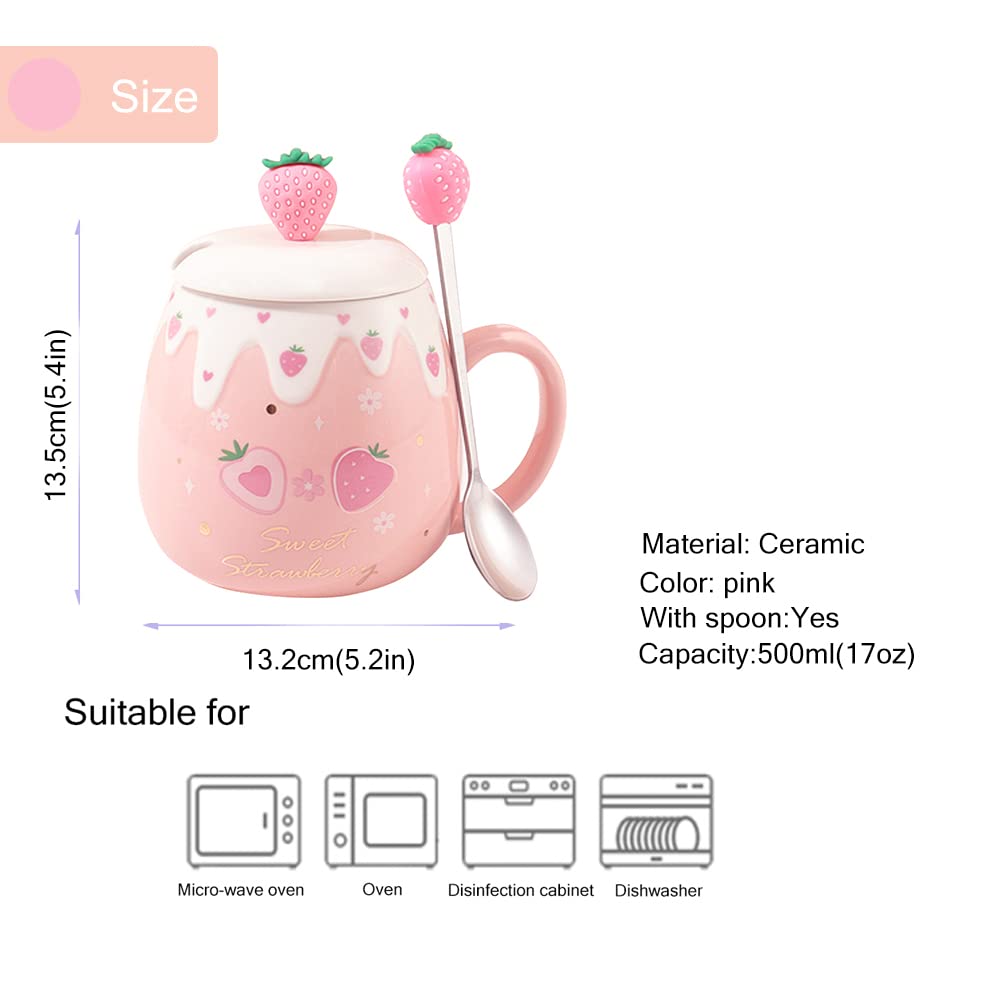 Size
13.5cm(5.4in)
Sweet
Strawberry
13.2cm(5.2in)
Material: Ceramic
Color: pink
With spoon:Yes
Capacity:500ml(17oz)
Suitable for
Micro-wave oven
Oven
Disinfection cabinet
Dishwasher